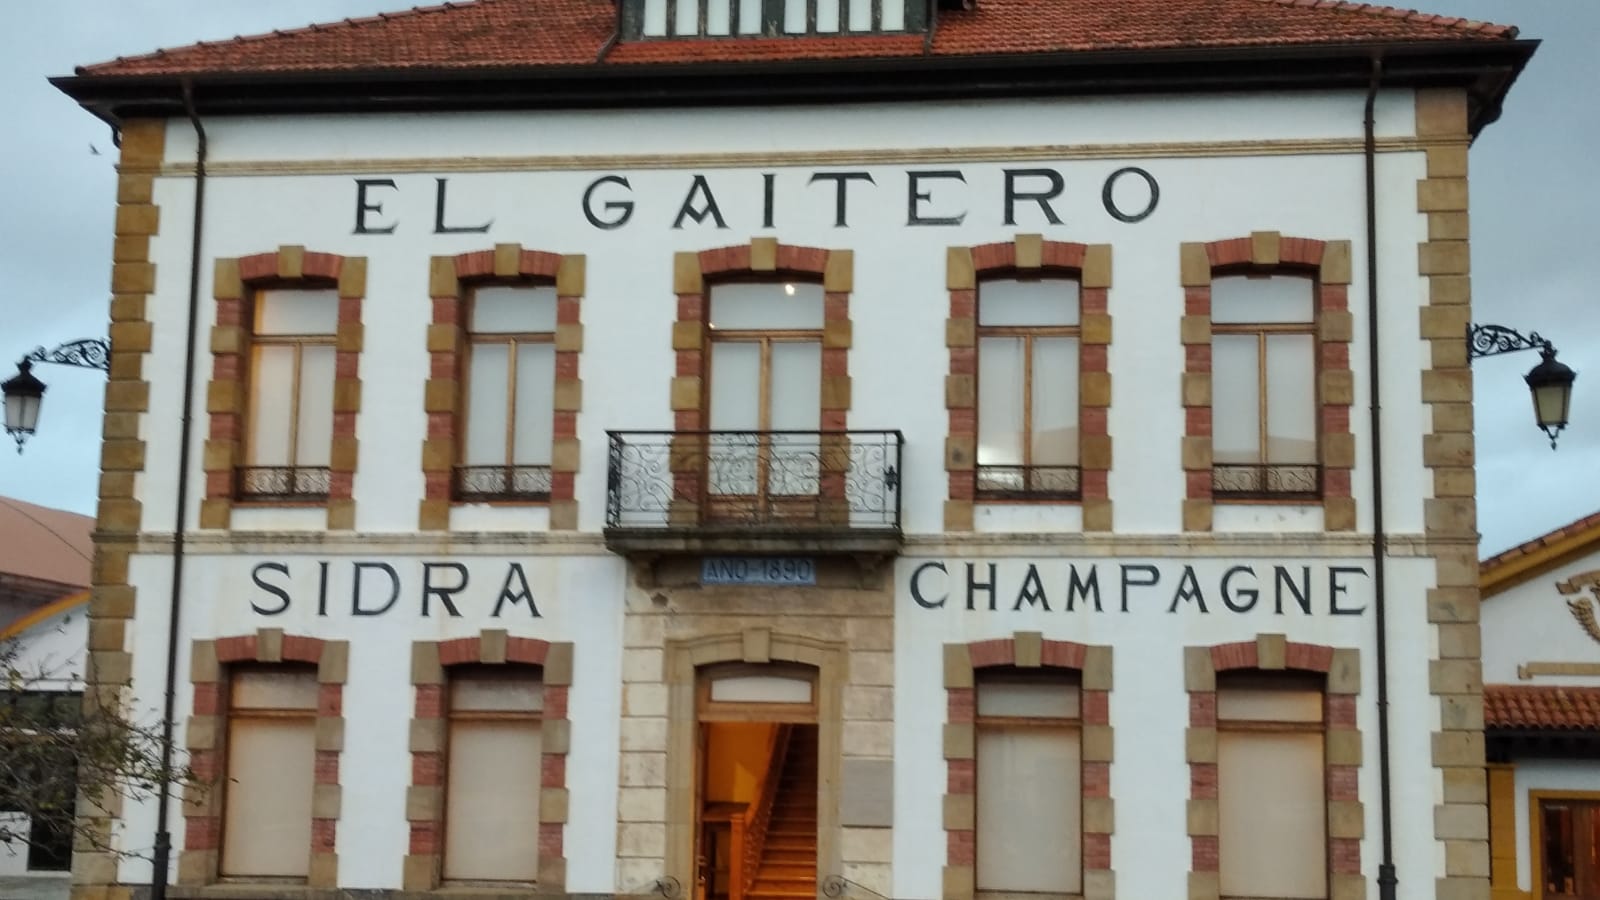 EL GAITERO
SIDRA CHAMPAGNE
AÑO-1890